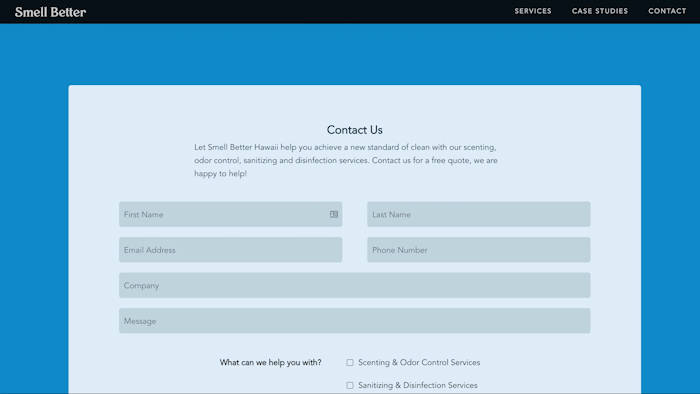 Smell Better
SERVICES CASE STUDIES CONTACT
Contact Us
Let Smell Better Hawaii help you achieve a new standard of clean with our scenting,
odor control, sanitizing and disinfection services. Contact us for a free quote, we are
happy to help!
First Name
Last Name
Email Address
Phone Number
Company
Message
What can we help you with?
Scenting & Odor Control Services
Sanitizing & Disinfection Services